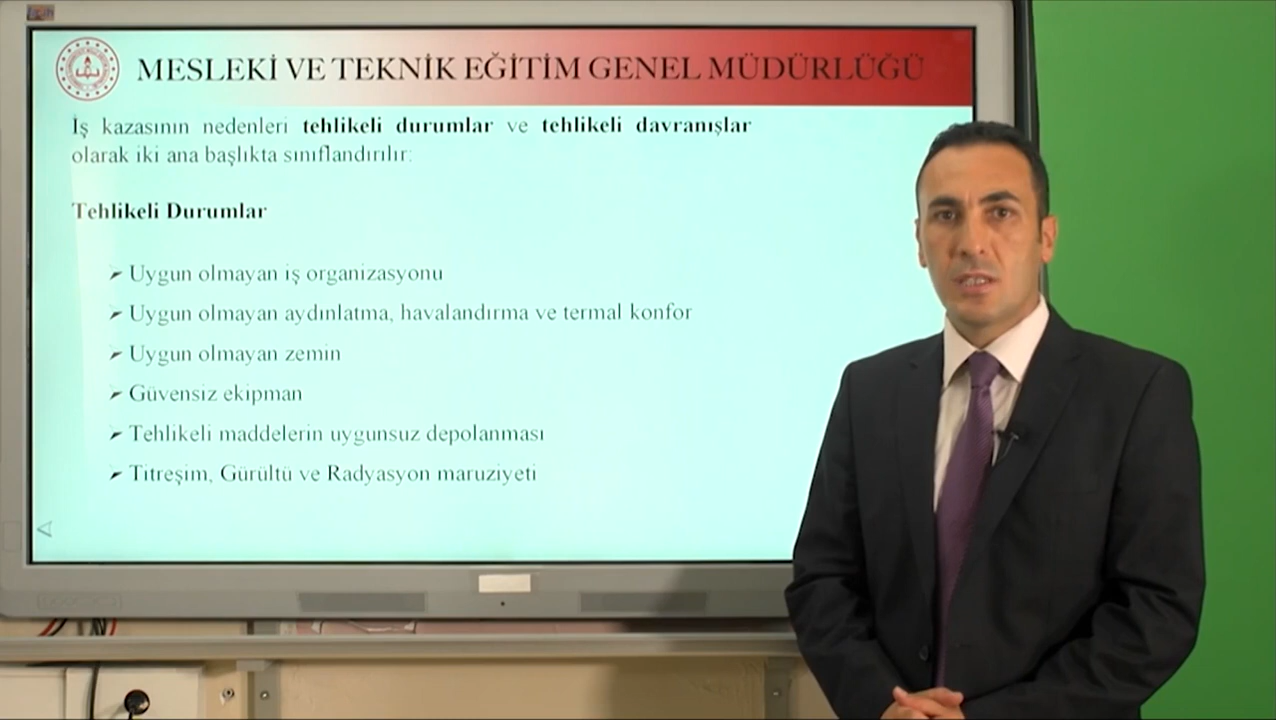 MESLEKİ VE TEKNİK EĞİTİM GENEL MÜDÜRLÜĞÜ
İş kazasının nedenleri tehlikeli durumlar ve tehlikeli davranışlar
olarak iki ana başlıkta sınıflandırılır:
Tehlikeli Durumlar
➤ Uygun olmayan iş organizasyonu
➤ Uygun olmayan aydınlatma, havalandırma ve termal konfor
➤ Uygun olmayan zemin
➤ Güvensiz ekipman
➤ Tehlikeli maddelerin uygunsuz depolanması
➤ Titreşim, Gürültü ve Radyasyon maruziyeti